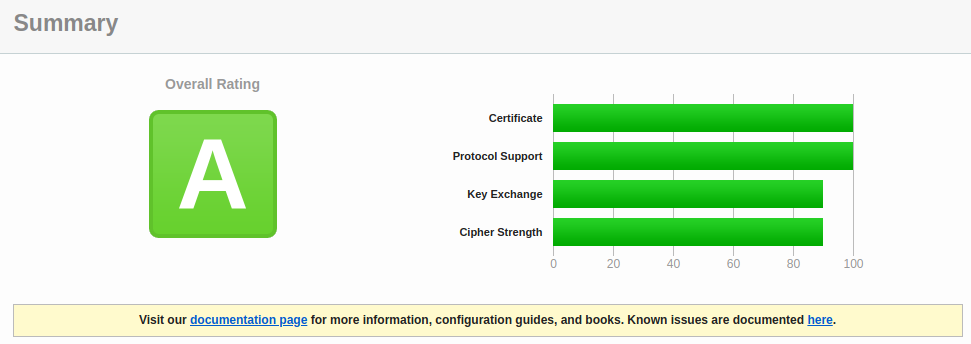 Summary
Overall Rating
A
Certificate
Protocol Support
Key Exchange
Cipher Strength
0 20 40 60 80 100
Visit our documentation page for more information, configuration guides, and books. Known issues are documented here.